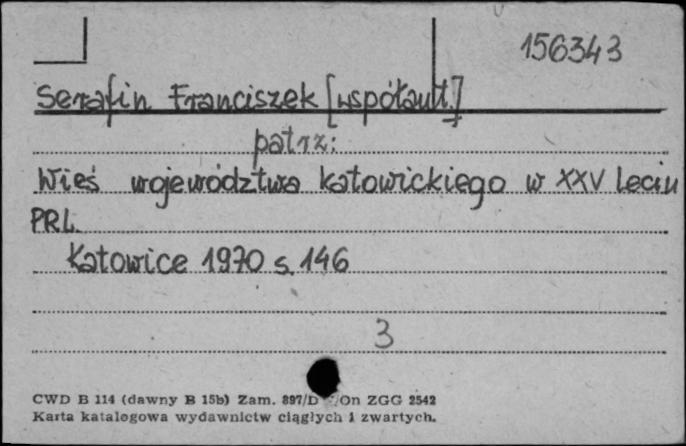 156343
Serafin Franciszek [współaut.]
patrz:
Wieś województwa katowickiego w XXV leciu
PRL.
Katowice 1970 s. 146
3
CWD B 114 (dawny B 15b) Zam. 897/D /On ZGG 2542
Karta katalogowa wydawnictw ciągłych i zwartych.